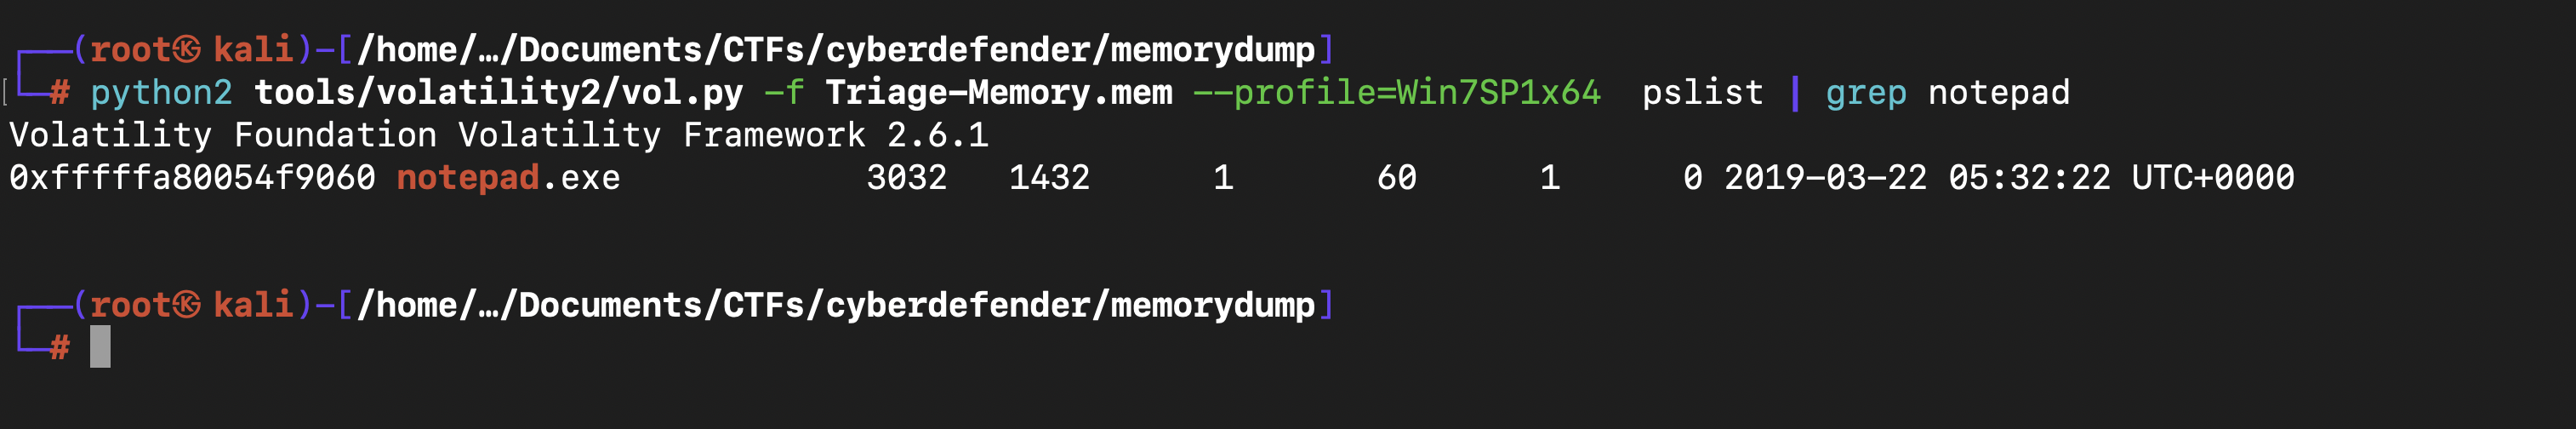 ┌──(root㉿kali)-[/home/…/Documents/CTFs/cyberdefender/memorydump]
└─# python2 tools/volatility2/vol.py -f Triage-Memory.mem --profile=Win7SP1x64  pslist | grep notepad
Volatility Foundation Volatility Framework 2.6.1
0xfffffa80054f9060 notepad.exe            3032   1432      1       60      1      0 2019-03-22 05:32:22 UTC+0000
┌──(root㉿kali)-[/home/…/Documents/CTFs/cyberdefender/memorydump]
└─#